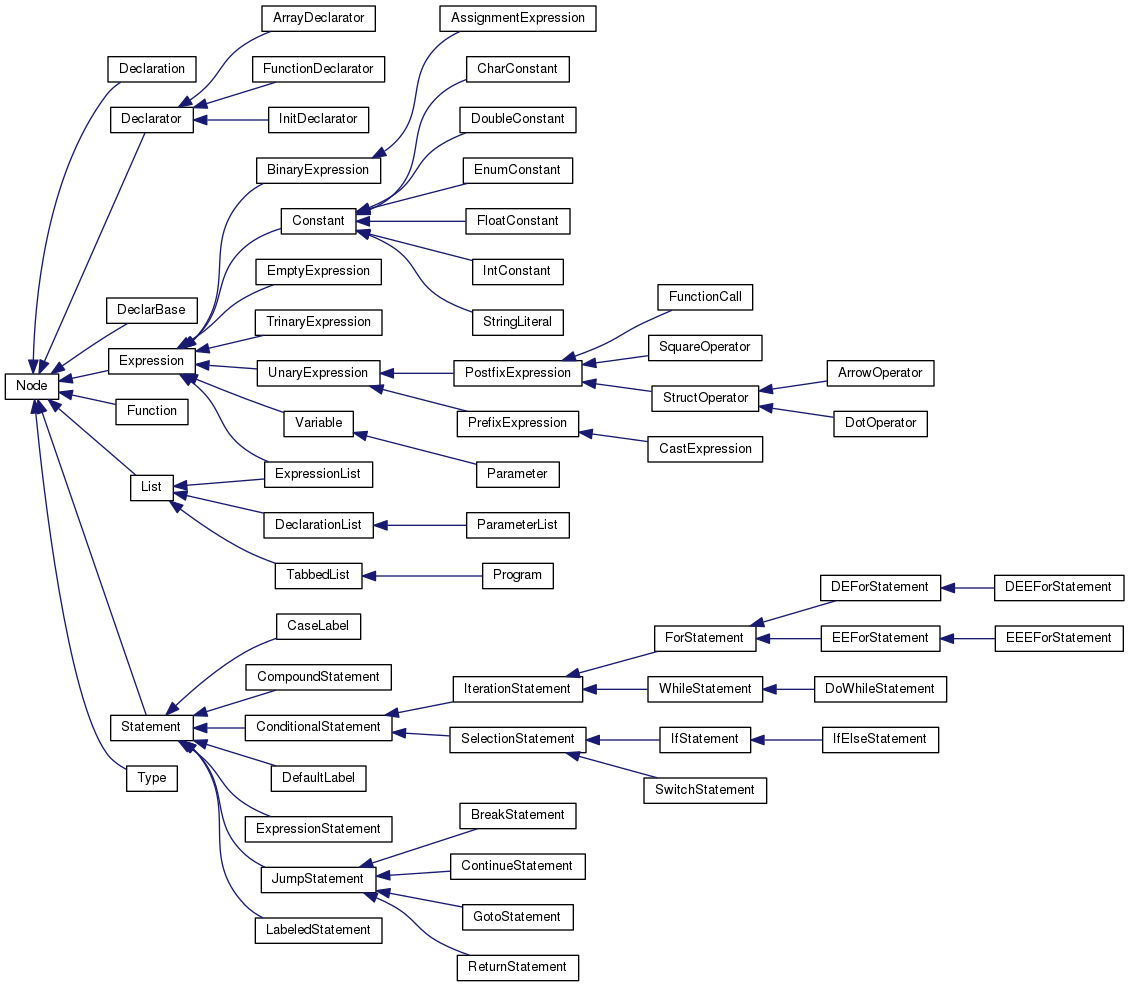 Node
Declaration
Declarator
ArrayDeclarator
FunctionDeclarator
InitDeclarator
DeclarBase
Expression
BinaryExpression
AssignmentExpression
Constant
CharConstant
DoubleConstant
EnumConstant
FloatConstant
IntConstant
StringLiteral
EmptyExpression
TrinaryExpression
UnaryExpression
PostfixExpression
FunctionCall
SquareOperator
StructOperator
ArrowOperator
DotOperator
PrefixExpression
CastExpression
Variable
Parameter
ExpressionList
Function
List
DeclarationList
ParameterList
TabbedList
Program
Statement
CaseLabel
CompoundStatement
ConditionalStatement
IterationStatement
ForStatement
DEForStatement
DEEForStatement
EEForStatement
EEEForStatement
WhileStatement
DoWhileStatement
SelectionStatement
IfStatement
IfElseStatement
SwitchStatement
DefaultLabel
ExpressionStatement
JumpStatement
BreakStatement
ContinueStatement
GotoStatement
ReturnStatement
LabeledStatement
Type